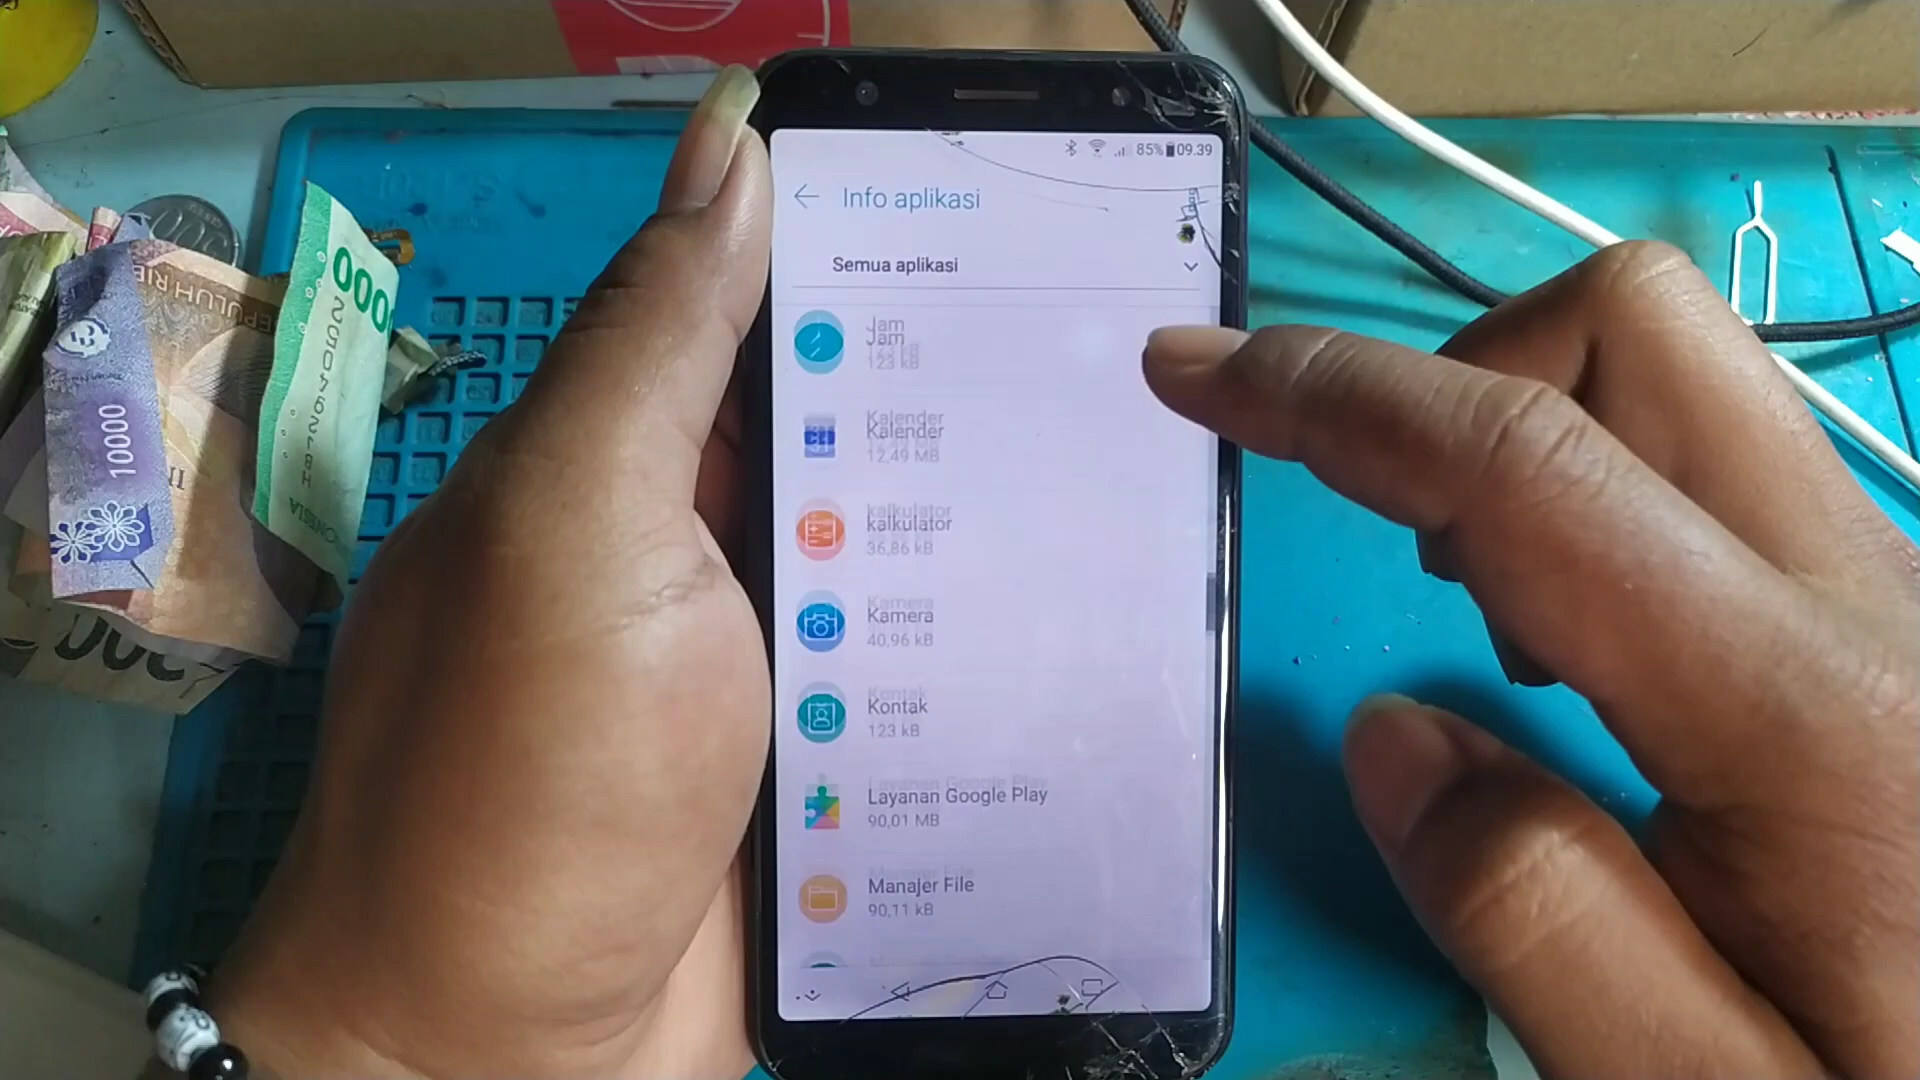 85% 09.39
Info aplikasi
Semua aplikasi
Jam
123 kB
Kalender
12,49 MB
kalkulator
36,86 kB
Kamera
40,96 kB
Kontak
123 kB
Layanan Google Play
90,01 MB
Manajer File
90,11 kB
10000